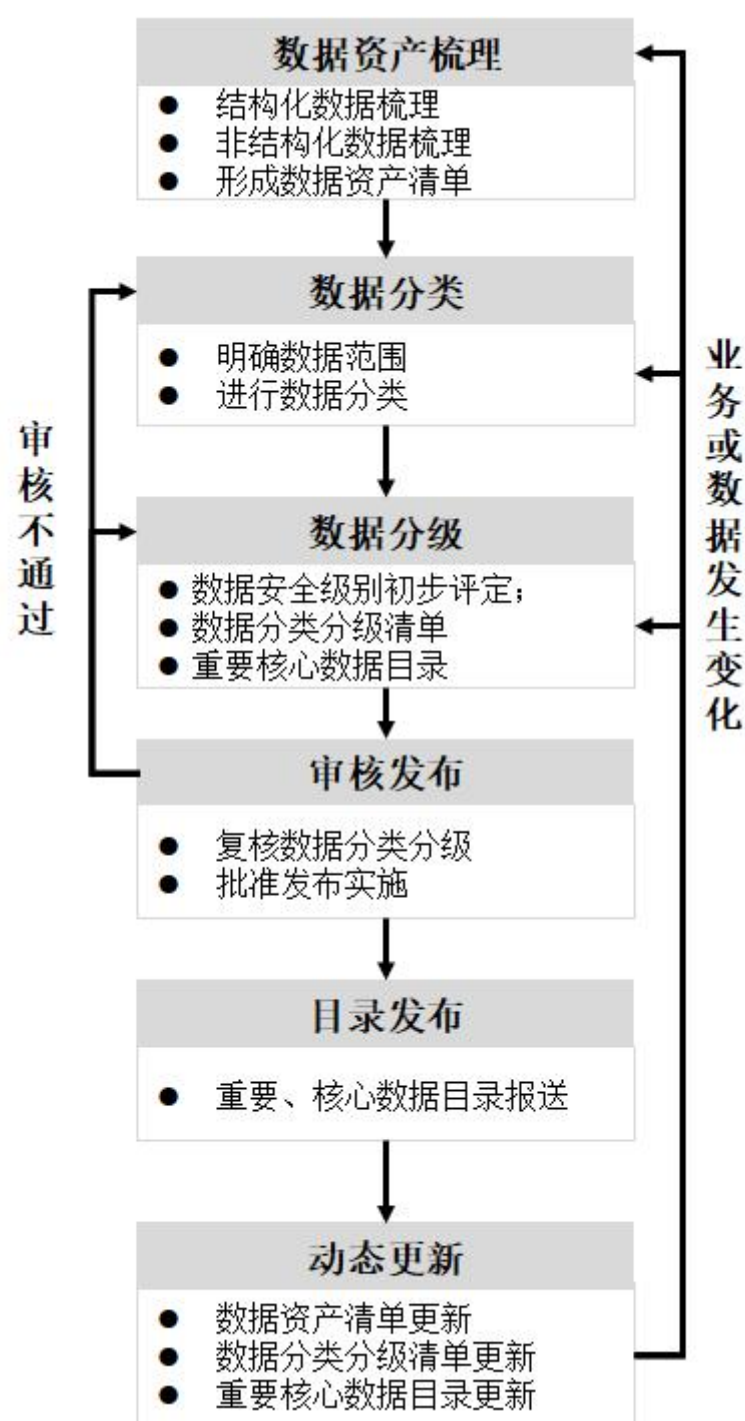 数据资产梳理
● 结构化数据梳理
● 非结构化数据梳理
● 形成数据资产清单
数据分类
● 明确数据范围
● 进行数据分类
数据分级
● 数据安全级别初步评定；
● 数据分类分级清单
● 重要核心数据目录
审核发布
● 复核数据分类分级
● 批准发布实施
目录发布
● 重要、核心数据目录报送
动态更新
● 数据资产清单更新
● 数据分类分级清单更新
● 重要核心数据目录更新
审核不通过
业务或数据发生变化